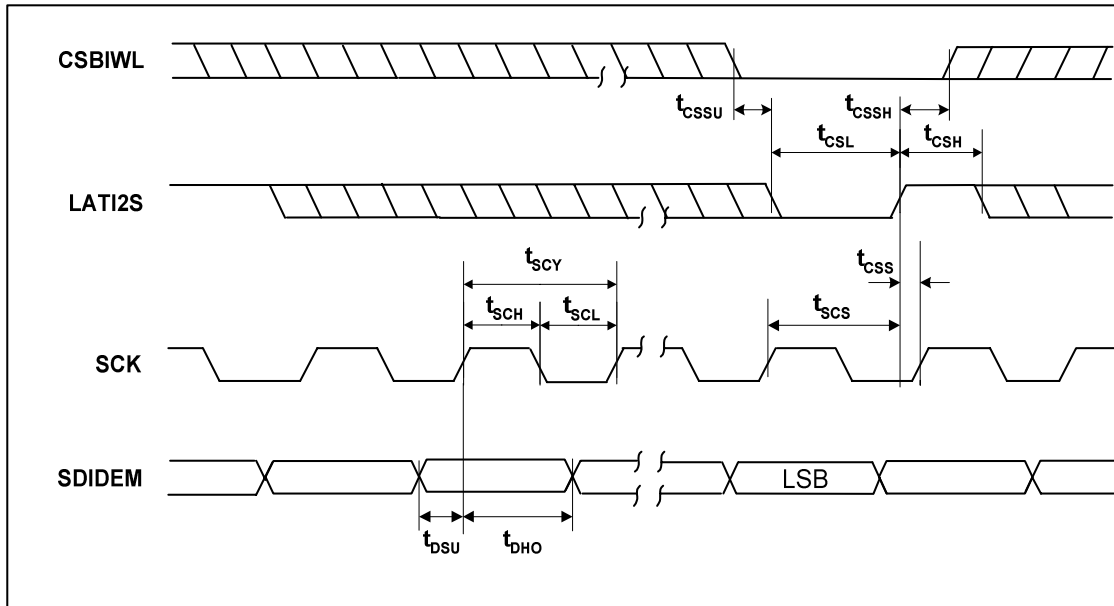 CSBIWL
tCSSU
tCSSH
tCSL
tCSH
LATI2S
tCSS
tSCY
tSCH
tSCL
tSCS
SCK
SDIDEM
LSB
tDSU
tDHO